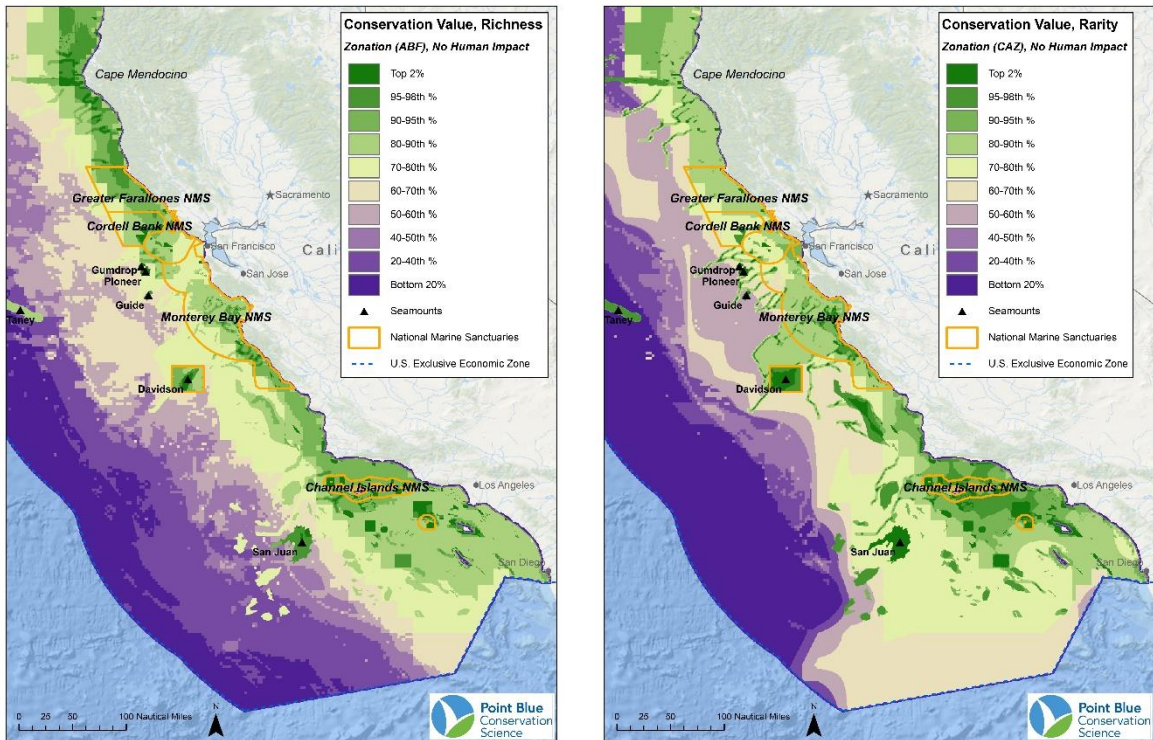 Conservation Value, Richness
Zonation (ABF), No Human Impact
Top 2%
95-98th %
90-95th %
80-90th %
70-80th %
60-70th %
50-60th %
40-50th %
20-40th %
Bottom 20%
Seamounts
National Marine Sanctuaries
U.S. Exclusive Economic Zone
Cape Mendocino
Greater Farallones NMS
Sacramento
Cordell Bank NMS
San Francisco
Cali
Gumdrop
Pioneer
San Jose
Guide
Taney
Monterey Bay NMS
Davidson
Channel Islands NMS
Los Angeles
San Juan
San Diego
N
0 25 50 100 Nautical Miles
Point Blue
Conservation
Science
Conservation Value, Rarity
Zonation (CAZ), No Human Impact
Top 2%
95-98th %
90-95th %
80-90th %
70-80th %
60-70th %
50-60th %
40-50th %
20-40th %
Bottom 20%
Seamounts
National Marine Sanctuaries
U.S. Exclusive Economic Zone
Cape Mendocino
Greater Farallones NMS
Sacramento
Cordell Bank NMS
San Francisco
Cali
Gumdrop
Pioneer
San Jose
Guide
Taney
Monterey Bay NMS
Davidson
Channel Islands NMS
Los Angeles
San Juan
San Diego
N
0 25 50 100 Nautical Miles
Point Blue
Conservation
Science